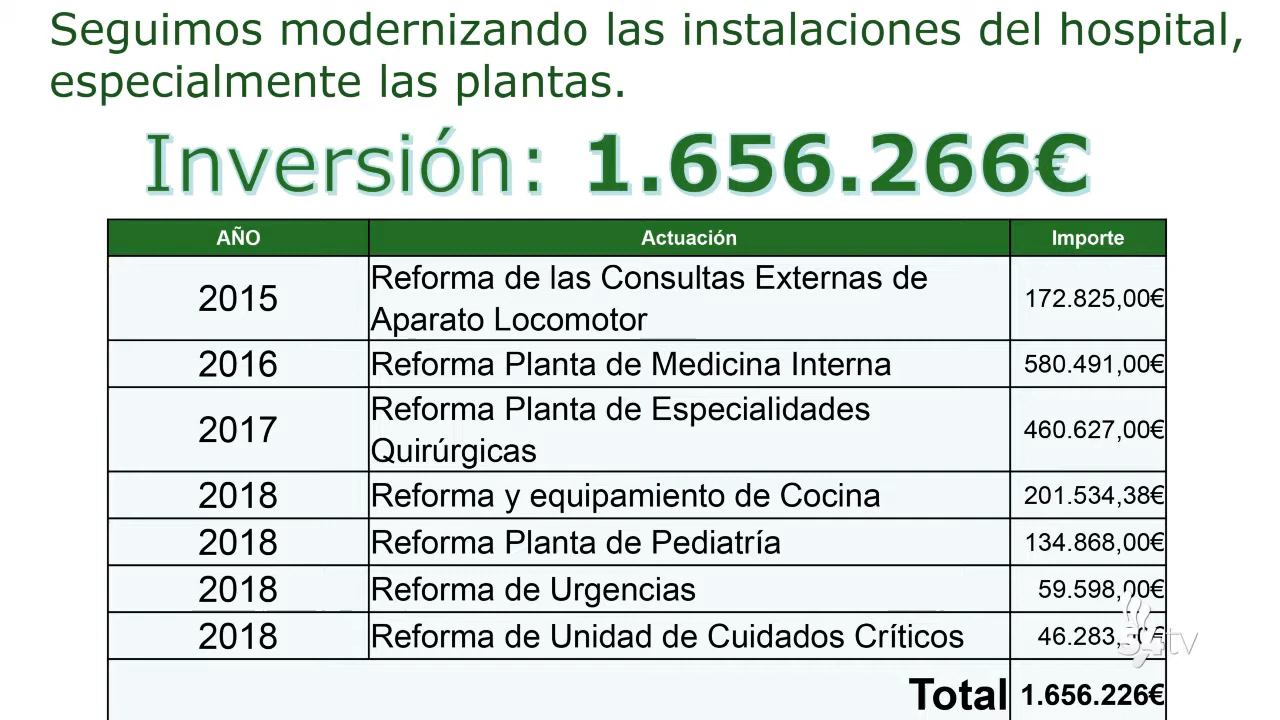 Seguimos modernizando las instalaciones del hospital,
especialmente las plantas.
Inversión: 1.656.266€
AÑO Actuación Importe
2015 Reforma de las Consultas Externas de
Aparato Locomotor 172.825,00€
2016 Reforma Planta de Medicina Interna 580.491,00€
2017 Reforma Planta de Especialidades
Quirúrgicas 460.627,00€
2018 Reforma y equipamiento de Cocina 201.534,38€
2018 Reforma Planta de Pediatría 134.868,00€
2018 Reforma de Urgencias 59.598,00€
2018 Reforma de Unidad de Cuidados Críticos
Total 1.656.226€